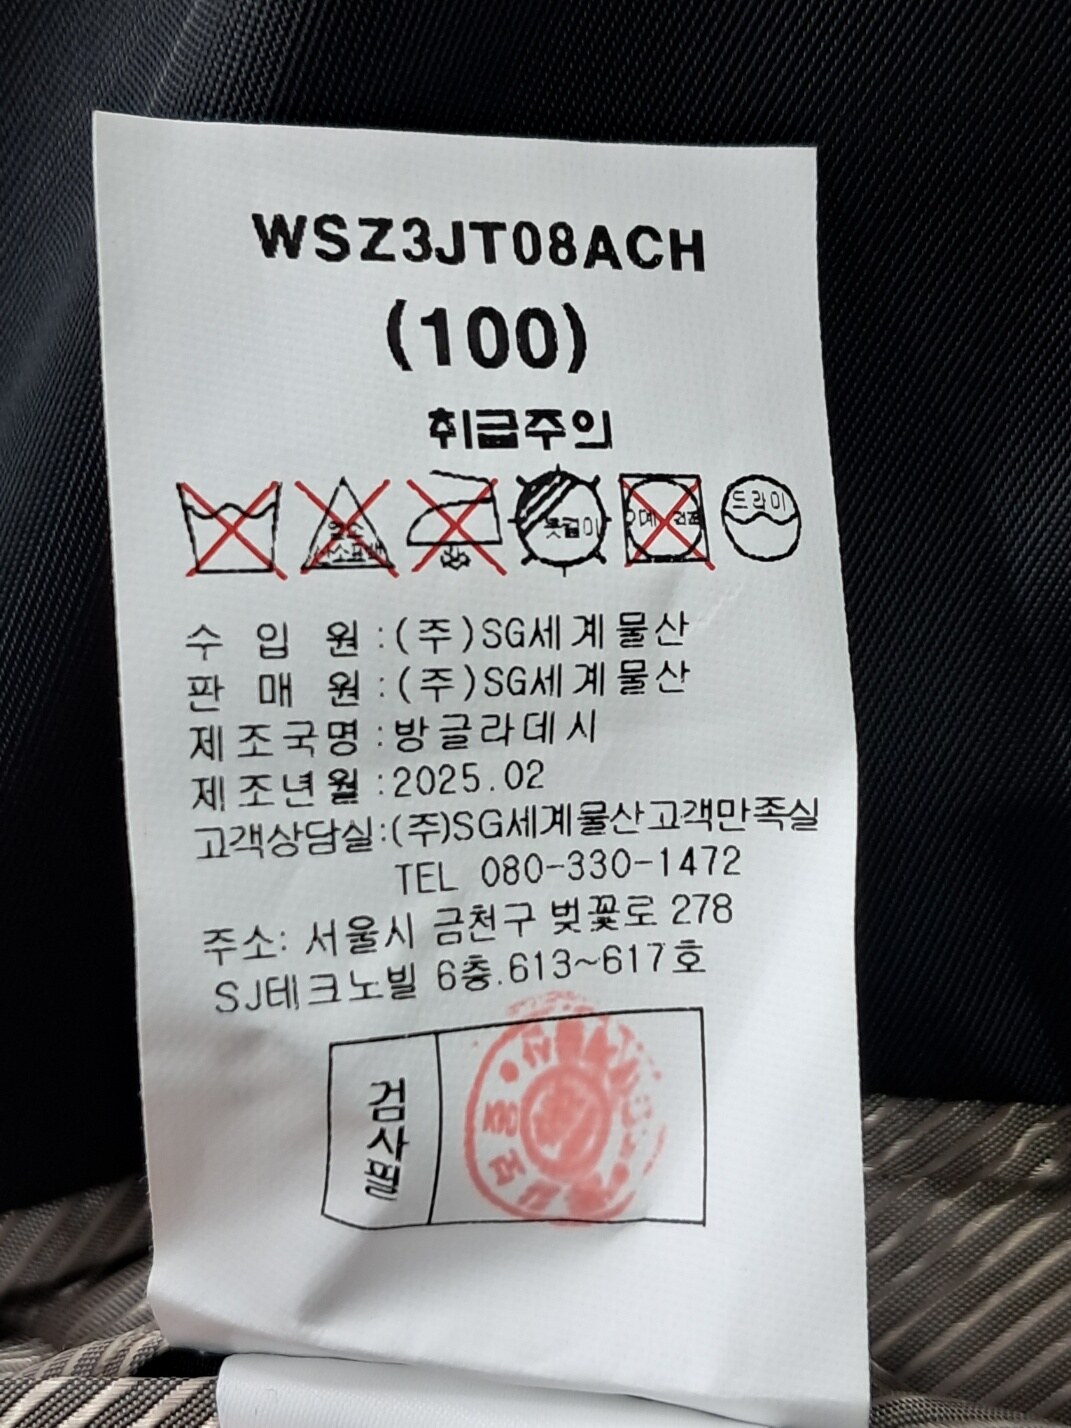 WSZ3JT08ACH
(100)
취급주의
옷걸이
드라이
수 입 원 : (주)SG세계물산
판 매 원 : (주)SG세계물산
제조국명 : 방글라데시
제조년월 : 2025.02
고객상담실:(주)SG세계물산고객만족실
TEL 080-330-1472
주소: 서울시 금천구 벚꽃로 278
SJ테크노빌 6층.613~617호
검사필